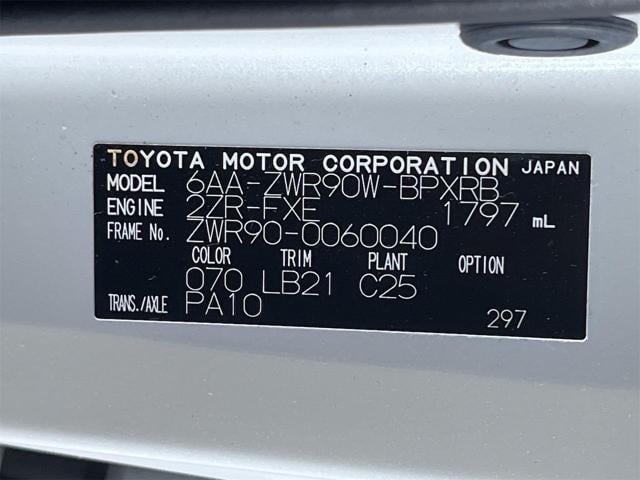 TOYOTA MOTOR CORPORATION JAPAN
MODEL 6AA-ZWR90W-BPXRB
ENGINE 2ZR-FXE 1797 mL
FRAME No. ZWR90-0060040
COLOR TRIM PLANT OPTION
070 LB21 C25
TRANS./AXLE PA10
297